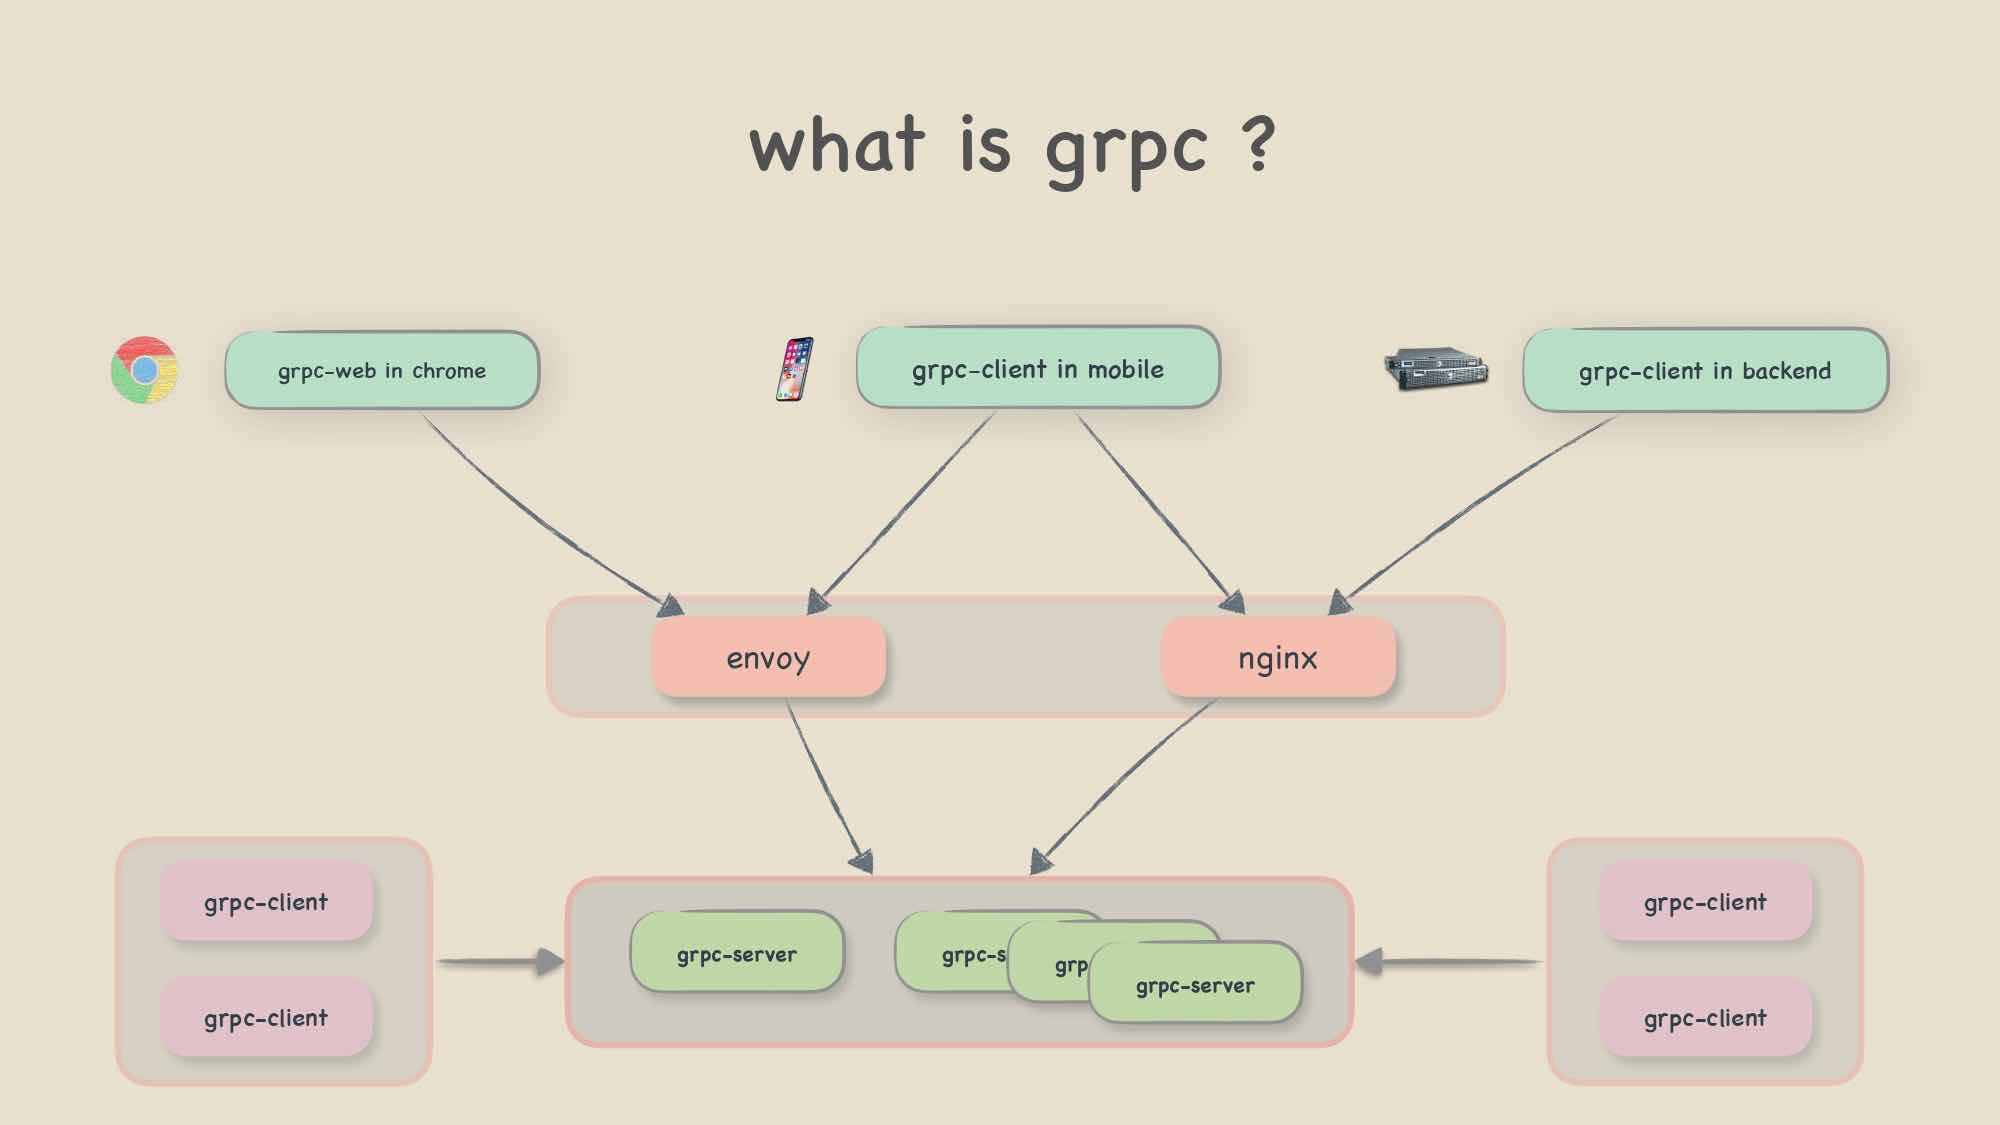 what is grpc ?
grpc-web in chrome
grpc-client in mobile
grpc-client in backend
envoy
nginx
grpc-client
grpc-client
grpc-server
grpc-s
grp
grpc-server
grpc-client
grpc-client